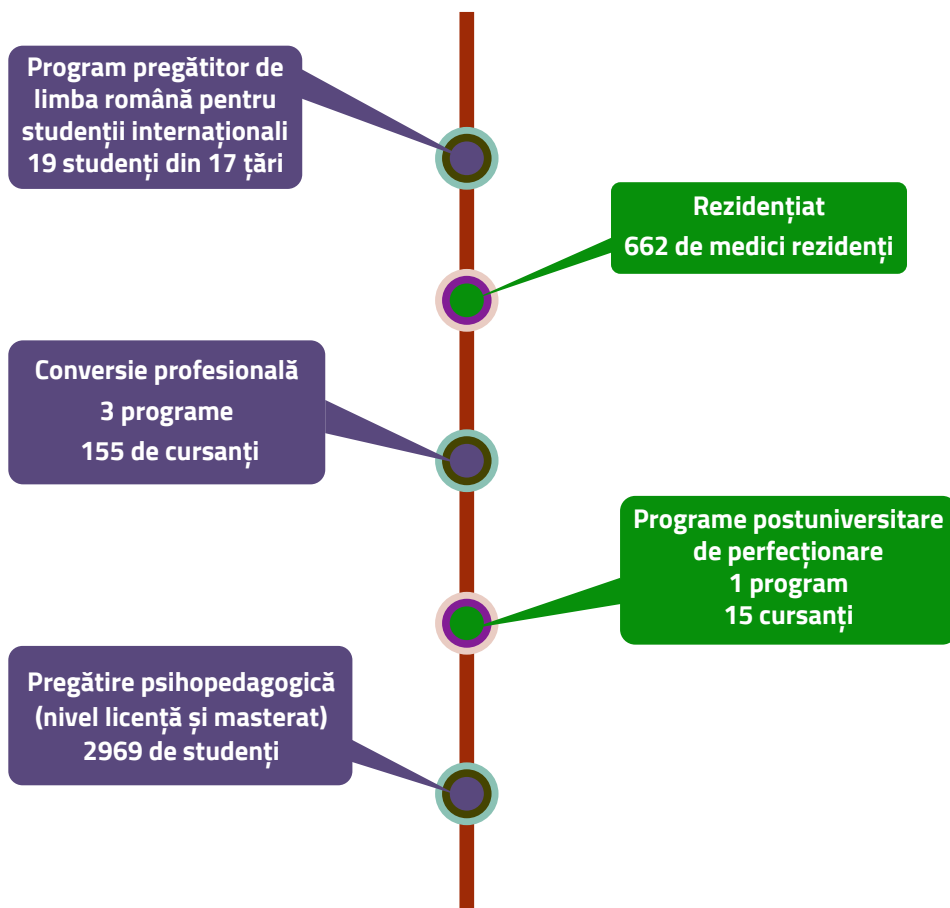 Program pregătitor de
limba română pentru
studenții internaționali
19 studenți din 17 țări
Rezidențiat
662 de medici rezidenți
Conversie profesională
3 programe
155 de cursanți
Programe postuniversitare
de perfecționare
1 program
15 cursanți
Pregătire psihopedagogică
(nivel licență și masterat)
2969 de studenți